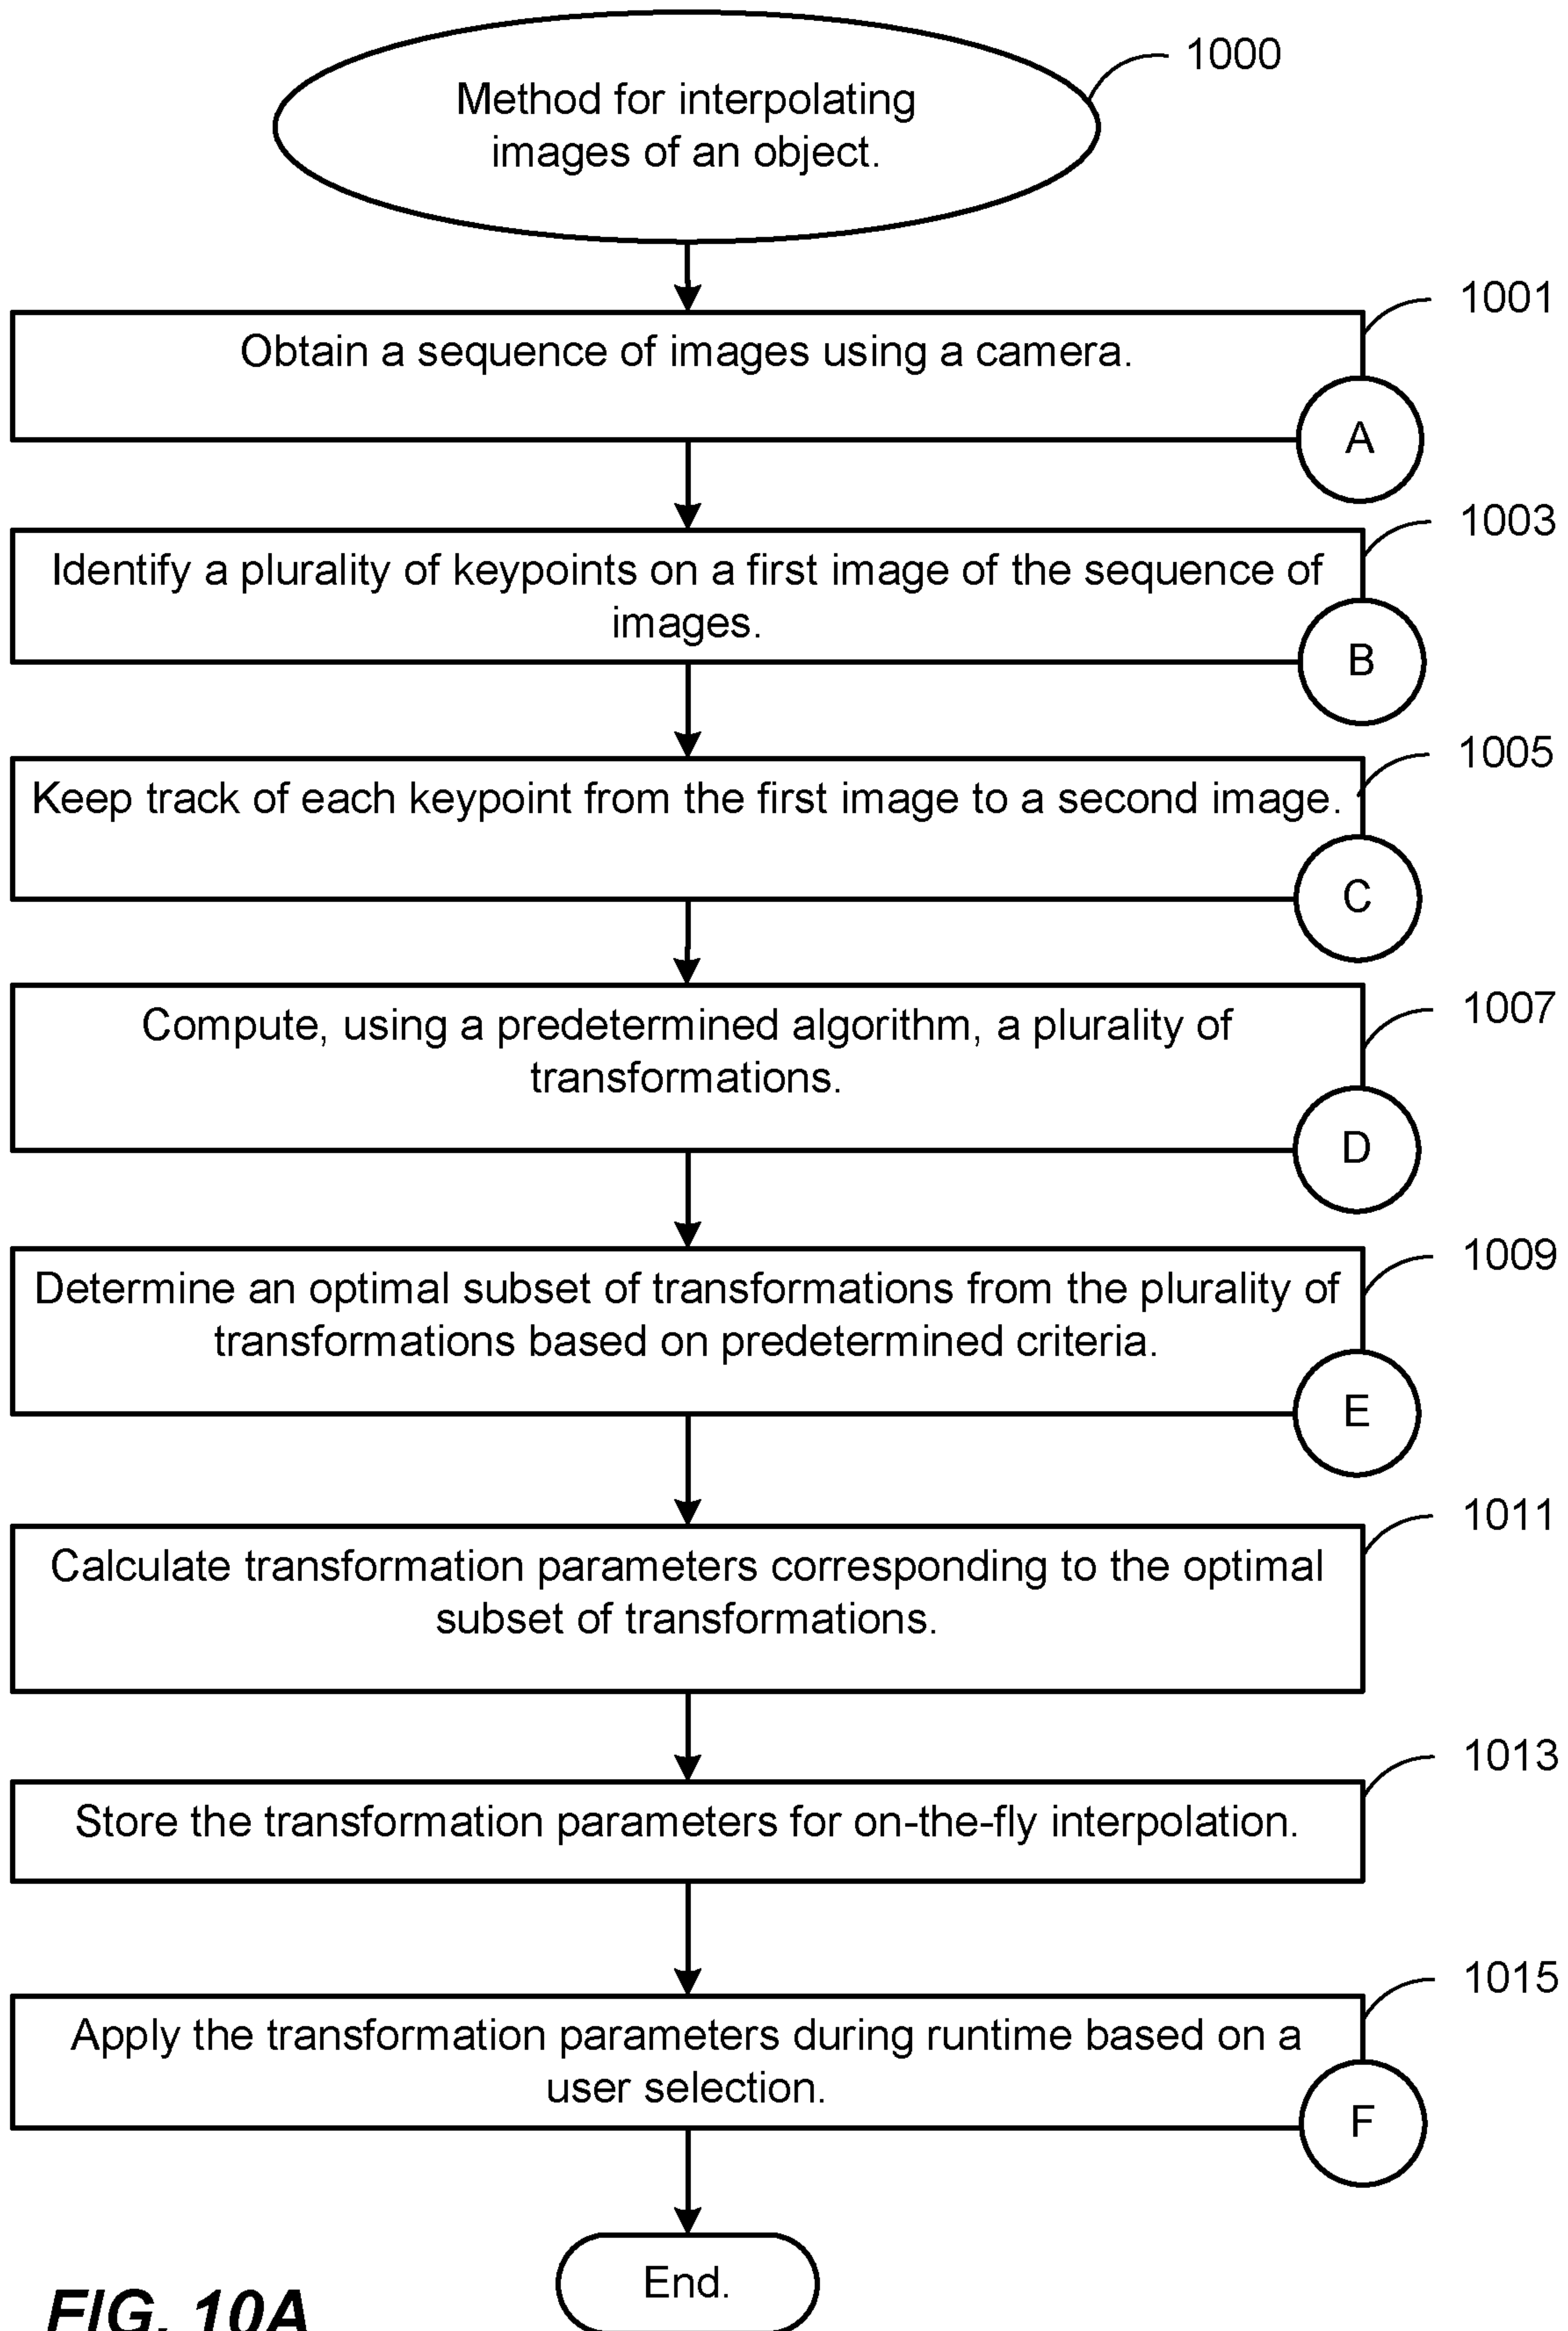 1000
Method for interpolating
images of an object.
1001
Obtain a sequence of images using a camera.
A
1003
Identify a plurality of keypoints on a first image of the sequence of
images.
B
1005
Keep track of each keypoint from the first image to a second image.
C
1007
Compute, using a predetermined algorithm, a plurality of
transformations.
D
1009
Determine an optimal subset of transformations from the plurality of
transformations based on predetermined criteria.
E
1011
Calculate transformation parameters corresponding to the optimal
subset of transformations.
1013
Store the transformation parameters for on-the-fly interpolation.
1015
Apply the transformation parameters during runtime based on a
user selection.
F
End.
FIG. 10A